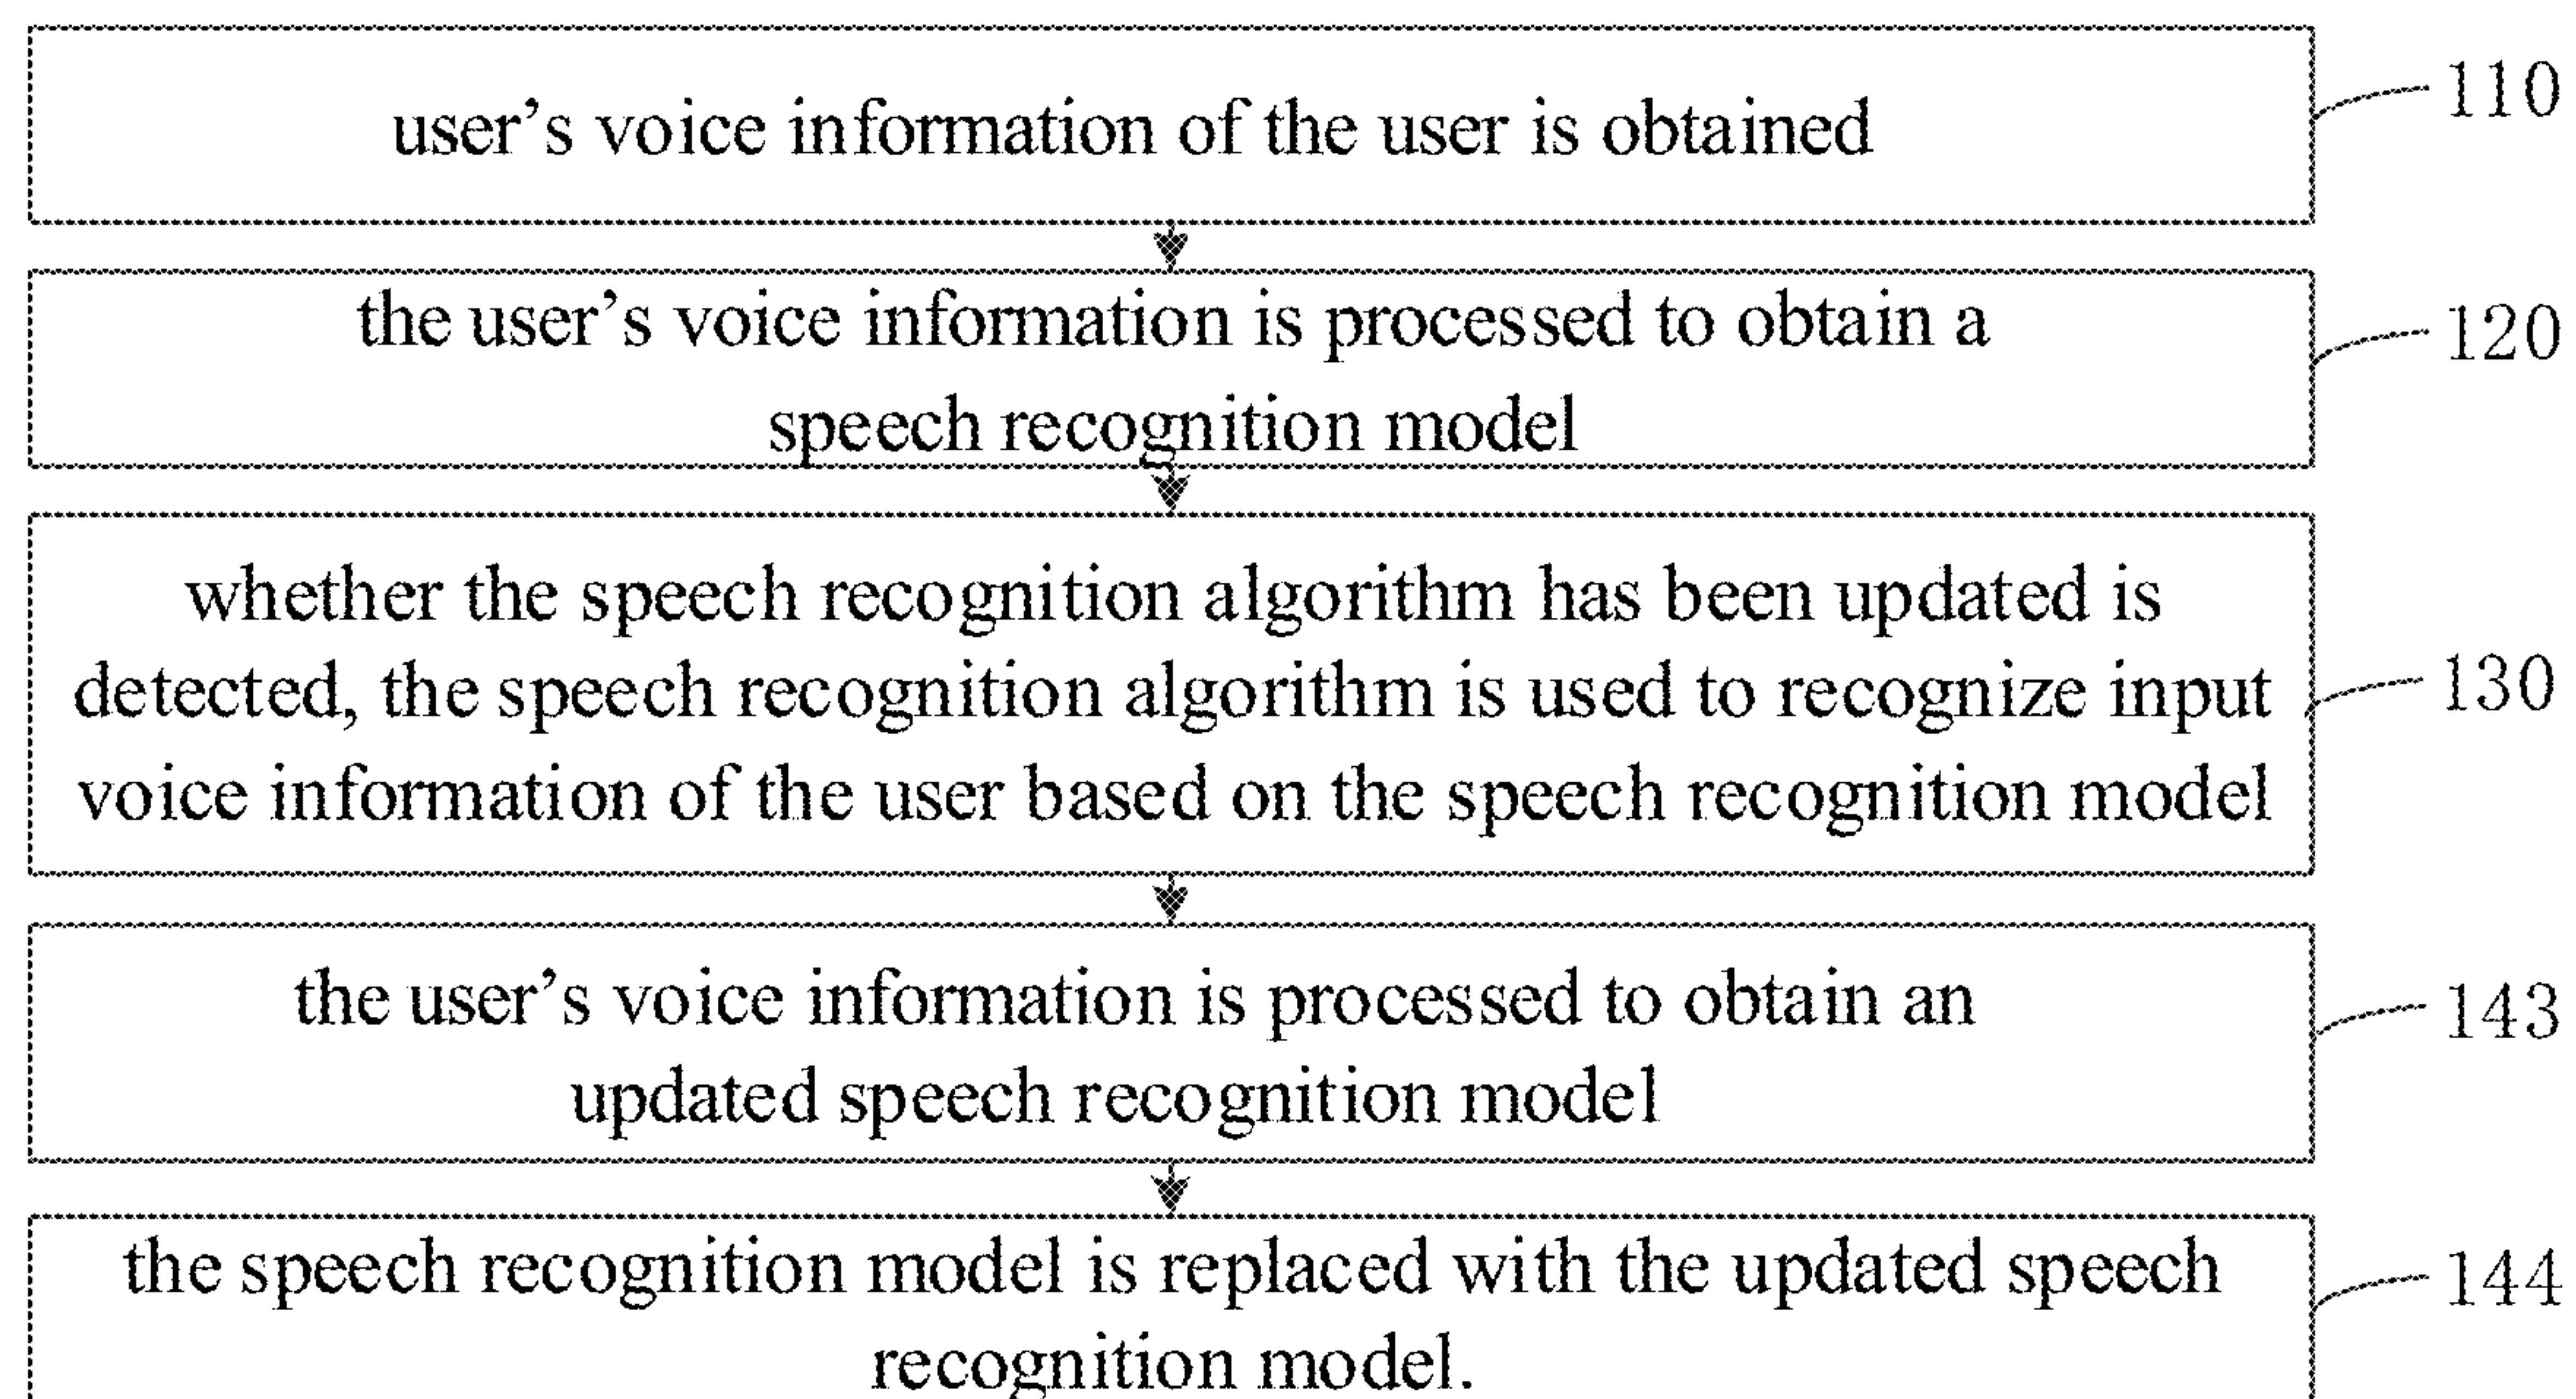 user’s voice information of the user is obtained
110
the user’s voice information is processed to obtain a
speech recognition model
120
whether the speech recognition algorithm has been updated is
detected, the speech recognition algorithm is used to recognize input
voice information of the user based on the speech recognition model
130
the user’s voice information is processed to obtain an
updated speech recognition model
143
the speech recognition model is replaced with the updated speech
recognition model.
144